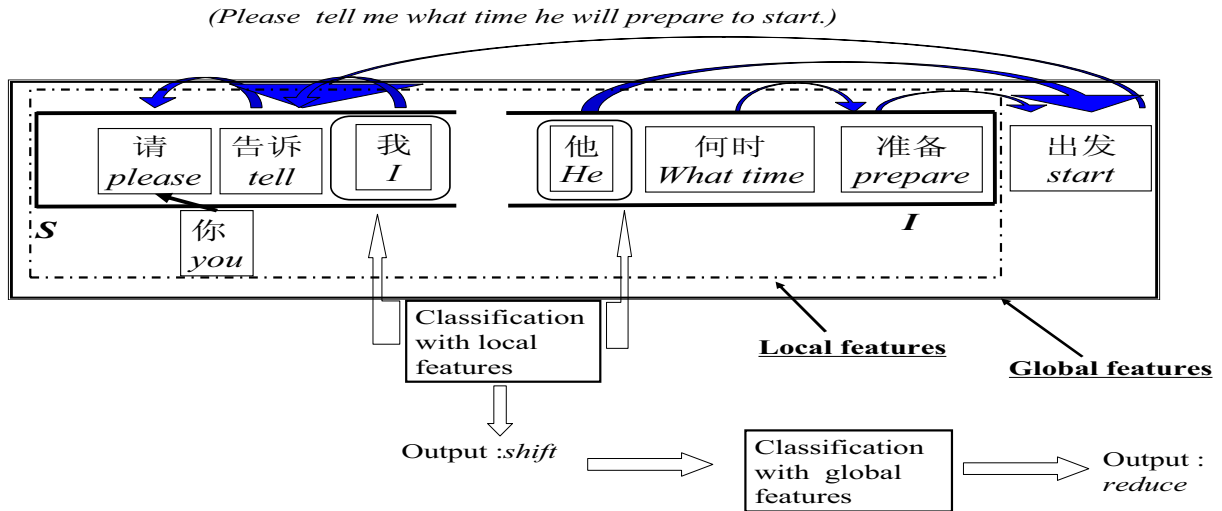 (Please tell me what time he will prepare to start.)
请 告诉 我 他 何时 准备 出发
please tell I He What time prepare start
S 你 I
you
Classification
with local
features
Local features
Global features
Output :shift
Classification
with global
features
Output :
reduce